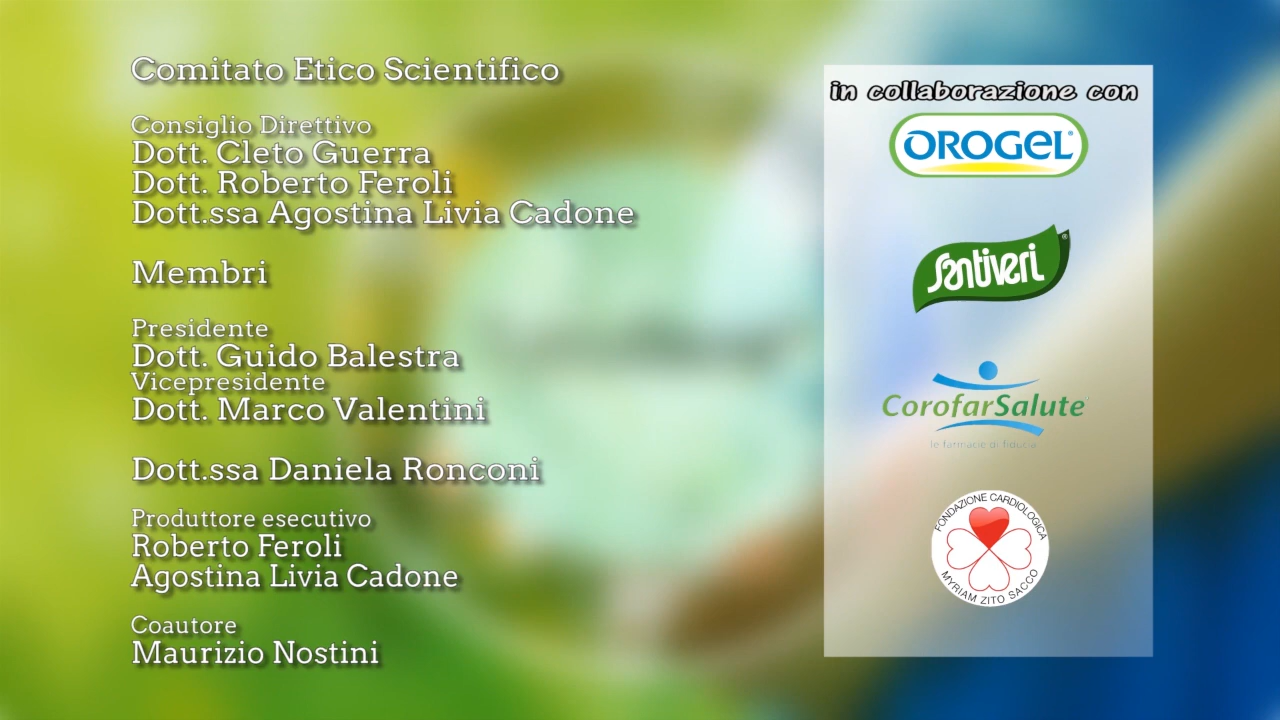 Comitato Etico Scientifico
Consiglio Direttivo
Dott. Cleto Guerra
Dott. Roberto Feroli
Dott.ssa Agostina Livia Cadone
Membri
Presidente
Dott. Guido Balestra
Vicepresidente
Dott. Marco Valentini
Dott.ssa Daniela Ronconi
Produttore esecutivo
Roberto Feroli
Agostina Livia Cadone
Coautore
Maurizio Nostini
in collaborazione con
OROGEL®
Santiveri®
CorofarSalute
le farmacie di fiducia
FONDAZIONE CARDIOLOGICA
MYRIAM ZITO SACCO